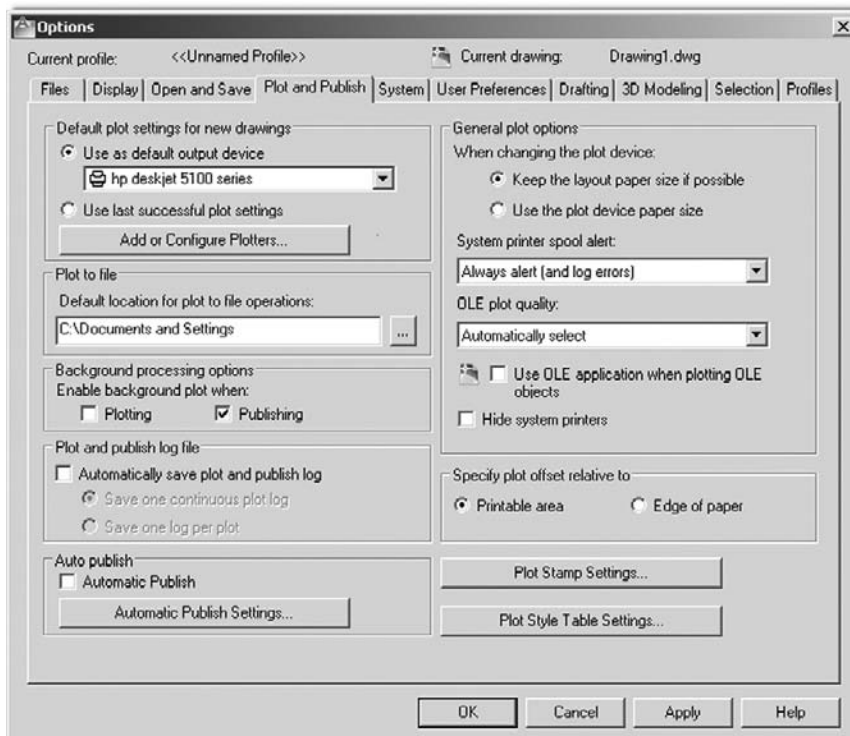 Options
Current profile: <<Unnamed Profile>> Current drawing: Drawing1.dwg
Files Display Open and Save Plot and Publish System User Preferences Drafting 3D Modeling Selection Profiles
Default plot settings for new drawings
Use as default output device
hp deskjet 5100 series
Use last successful plot settings
Add or Configure Plotters...
Plot to file
Default location for plot to file operations:
C:\Documents and Settings
...
Background processing options
Enable background plot when:
Plotting Publishing
Plot and publish log file
Automatically save plot and publish log
Save one continuous plot log
Save one log per plot
Auto publish
Automatic Publish
Automatic Publish Settings...
General plot options
When changing the plot device:
Keep the layout paper size if possible
Use the plot device paper size
System printer spool alert:
Always alert (and log errors)
OLE plot quality:
Automatically select
Use OLE application when plotting OLE
objects
Hide system printers
Specify plot offset relative to
Printable area Edge of paper
Plot Stamp Settings...
Plot Style Table Settings...
OK Cancel Apply Help